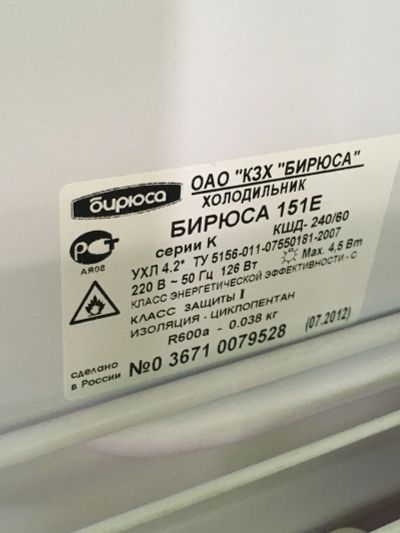 бирюса
ОАО "КЗХ "БИРЮСА"
ХОЛОДИЛЬНИК
БИРЮСА 151Е
серии К КШД- 240/60
УХЛ 4.2* ТУ 5156-011-07550181-2007
220 В ~ 50 Гц 126 Вт Max. 4,5 Вт
КЛАСС ЭНЕРГЕТИЧЕСКОЙ ЭФФЕКТИВНОСТИ - С
КЛАСС ЗАЩИТЫ I
ИЗОЛЯЦИЯ - ЦИКЛОПЕНТАН
R600a - 0.038 кг
РСТ
АЯ08
сделано
в России
№0 3671 0079528 (07.2012)